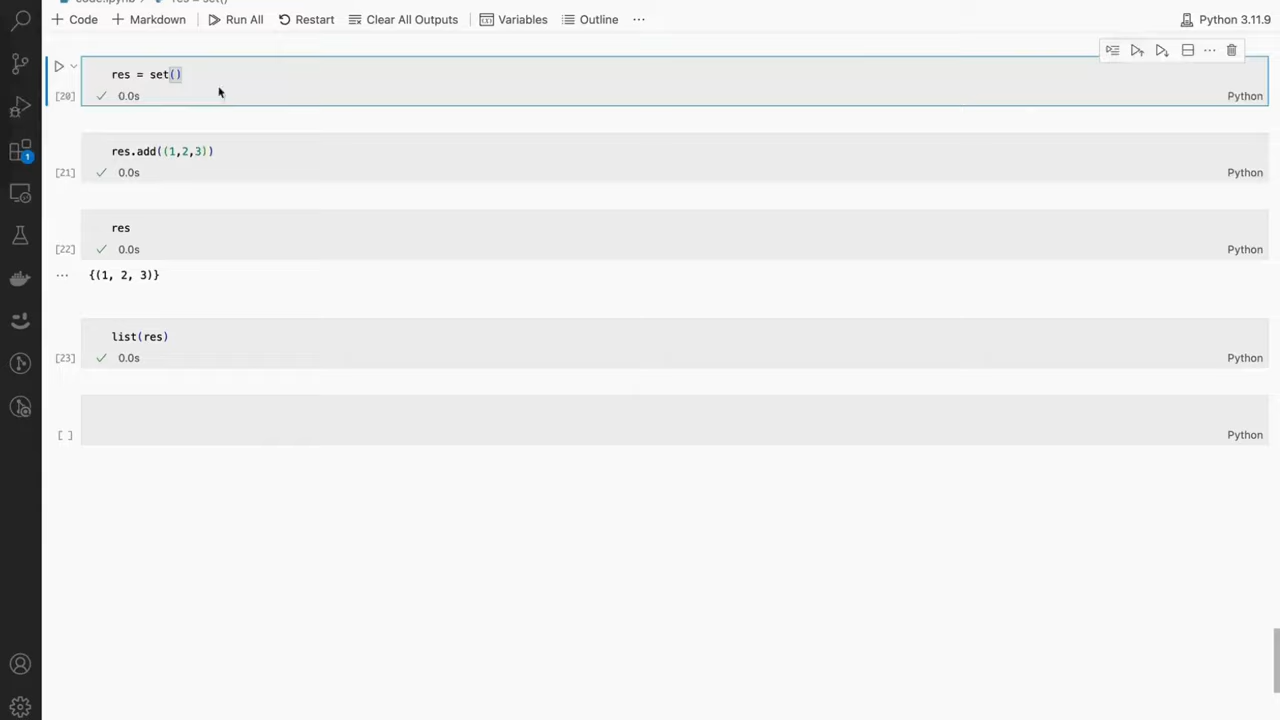 Code Markdown Run All Restart Clear All Outputs Variables Outline ··· Python 3.11.9
res = set()
[20] 0.0s Python
res.add((1,2,3))
[21] 0.0s Python
res
[22] 0.0s Python
··· {(1, 2, 3)}
list(res)
[23] 0.0s Python
[ ] Python
1